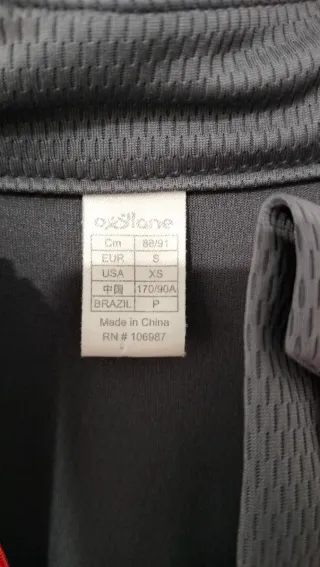 oxylane
Cm 88/91
EUR S
USA XS
中国 170/90A
BRAZIL P
Made in China
RN # 106987